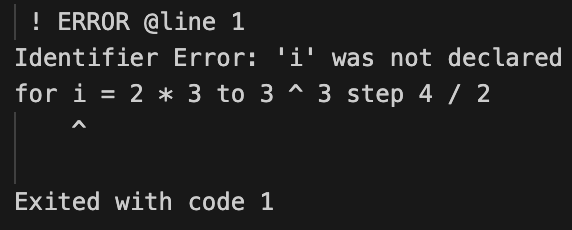 ! ERROR @line 1
Identifier Error: 'i' was not declared
for i = 2 * 3 to 3 ^ 3 step 4 / 2
^
Exited with code 1